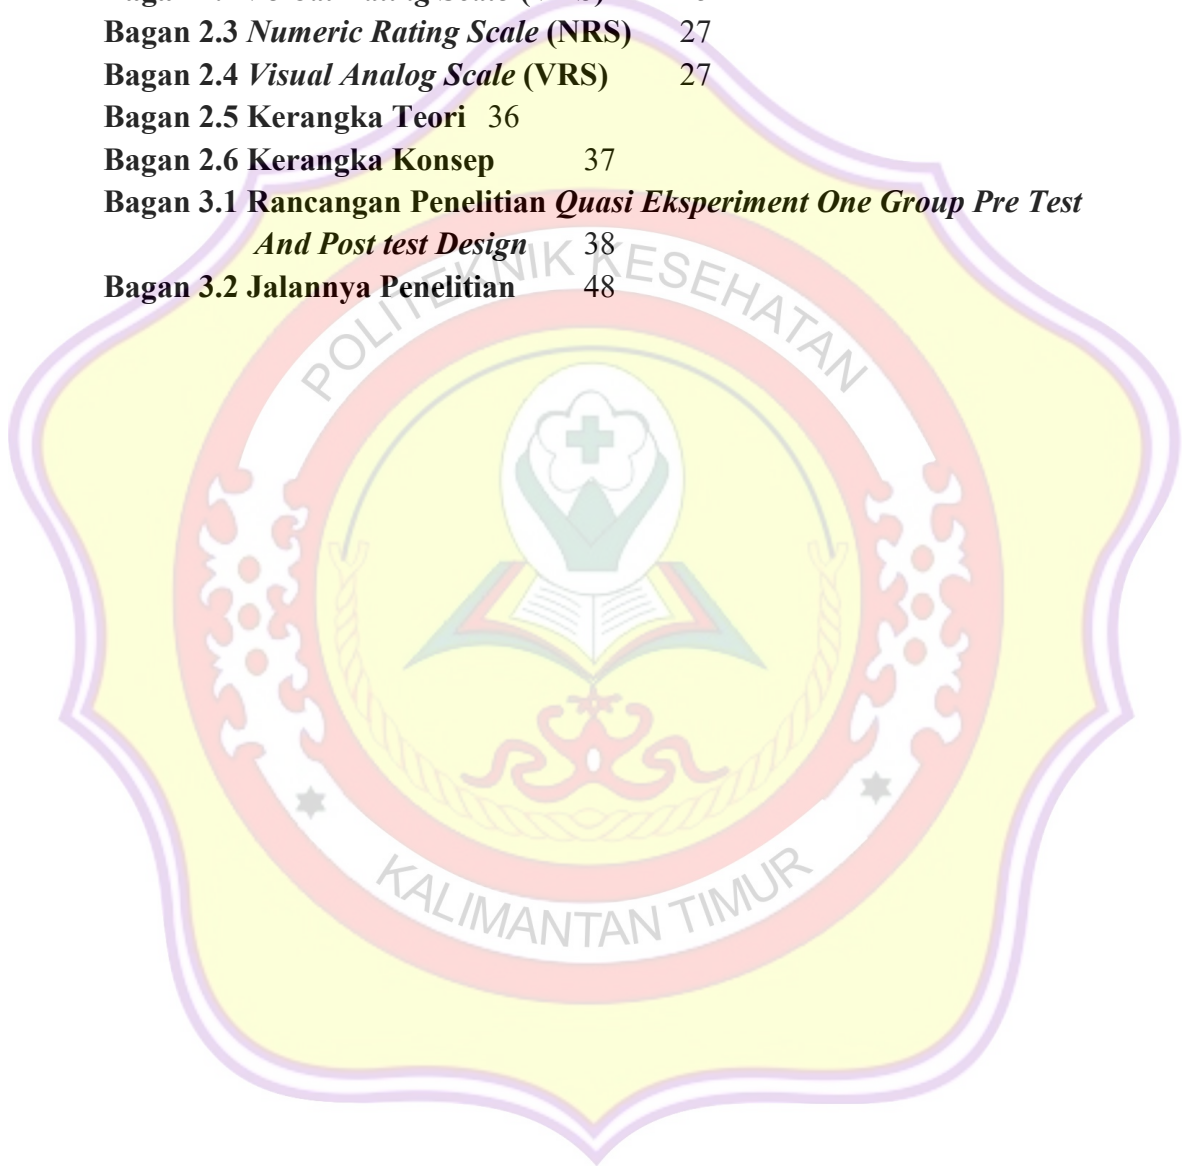 Bagan 2.3 Numeric Rating Scale (NRS) 27
Bagan 2.4 Visual Analog Scale (VRS) 27
Bagan 2.5 Kerangka Teori 36
Bagan 2.6 Kerangka Konsep 37
Bagan 3.1 Rancangan Penelitian Quasi Eksperiment One Group Pre Test
And Post test Design 38
Bagan 3.2 Jalannya Penelitian 48
POLITEKNIK KESEHATAN
KALIMANTAN TIMUR